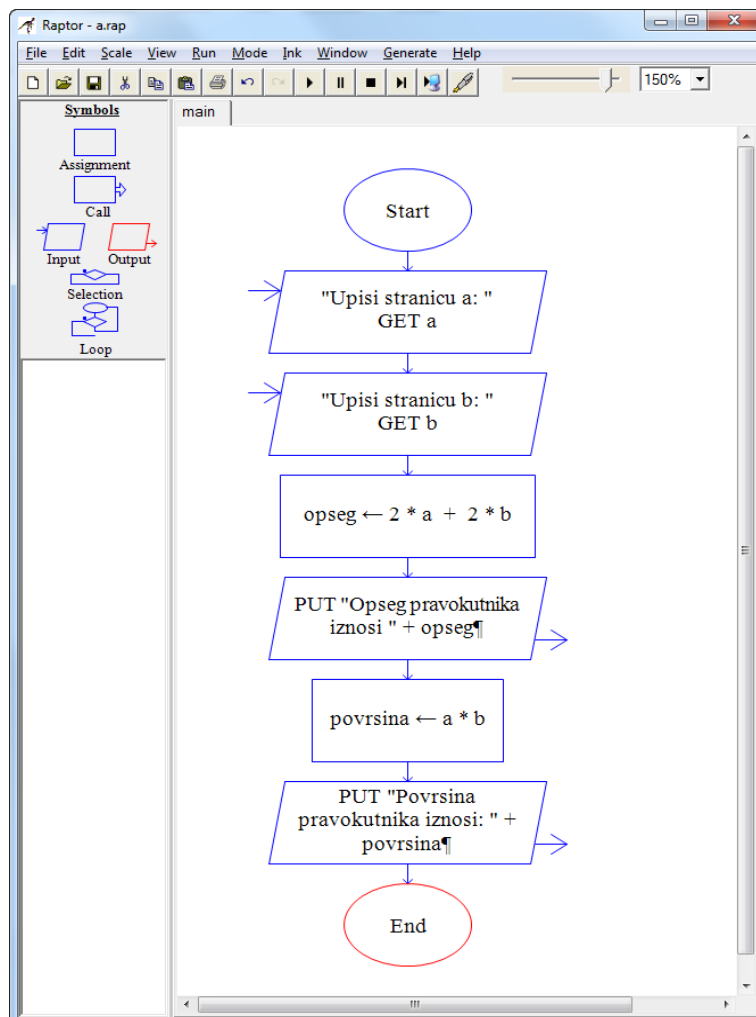 Raptor - a.rap
File Edit Scale View Run Mode Ink Window Generate Help
150%
Symbols
Assignment
Call
Input Output
Selection
Loop
main
Start
"Upisi stranicu a: "
GET a
"Upisi stranicu b: "
GET b
opseg ← 2 * a + 2 * b
PUT "Opseg pravokutnika
iznosi " + opseg¶
povrsina ← a * b
PUT "Povrsina
pravokutnika iznosi: " +
povrsina¶
End